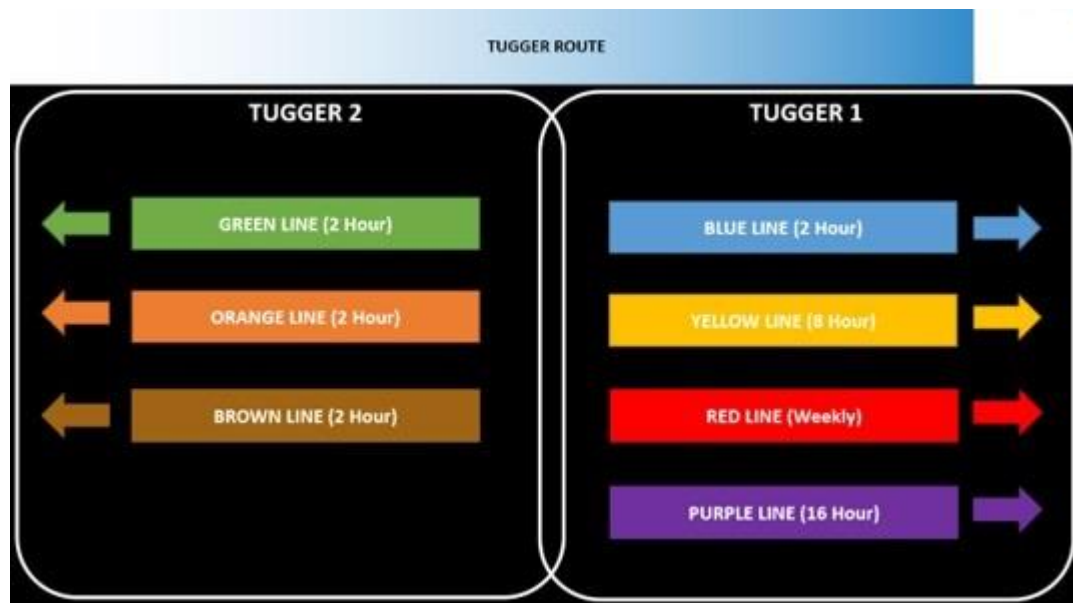 TUGGER ROUTE
TUGGER 2
GREEN LINE (2 Hour)
ORANGE LINE (2 Hour)
BROWN LINE (2 Hour)
TUGGER 1
BLUE LINE (2 Hour)
YELLOW LINE (8 Hour)
RED LINE (Weekly)
PURPLE LINE (16 Hour)